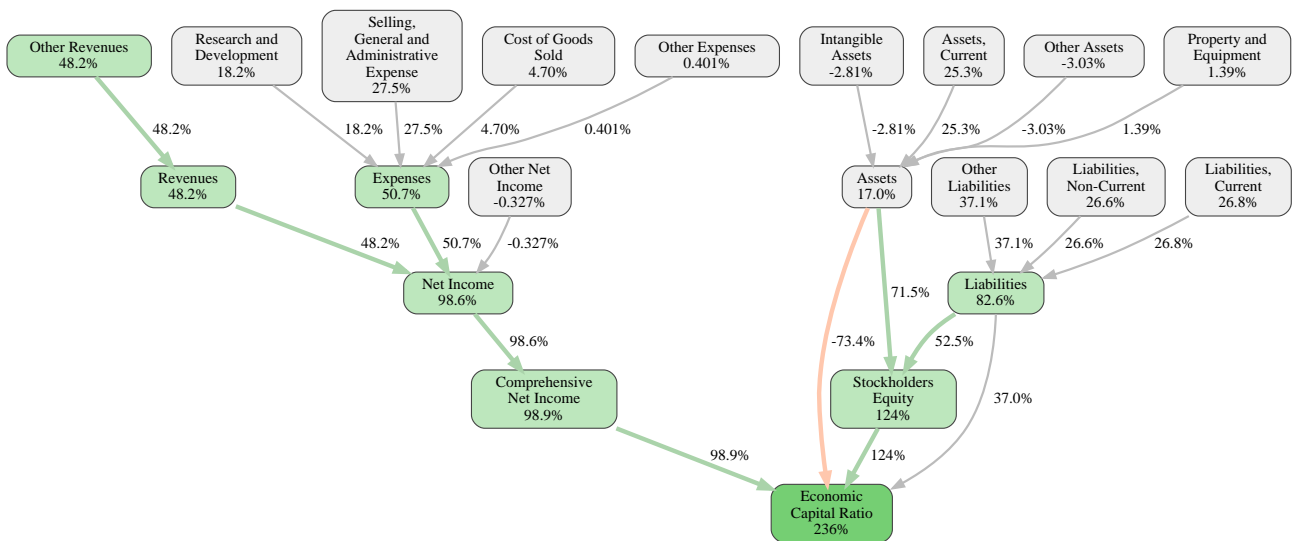 Other Revenues
48.2%
Research and
Development
18.2%
Selling,
General and
Administrative
Expense
27.5%
Cost of Goods
Sold
4.70%
Other Expenses
0.401%
Intangible
Assets
-2.81%
Assets,
Current
25.3%
Other Assets
-3.03%
Property and
Equipment
1.39%
48.2%
18.2%
27.5%
4.70%
0.401%
-2.81%
25.3%
-3.03%
1.39%
Revenues
48.2%
Expenses
50.7%
Other Net
Income
-0.327%
Assets
17.0%
Other
Liabilities
37.1%
Liabilities,
Non-Current
26.6%
Liabilities,
Current
26.8%
48.2%
50.7%
-0.327%
37.1%
26.6%
26.8%
Net Income
98.6%
71.5%
Liabilities
82.6%
98.6%
-73.4%
52.5%
Comprehensive
Net Income
98.9%
Stockholders
Equity
124%
37.0%
98.9%
124%
Economic
Capital Ratio
236%